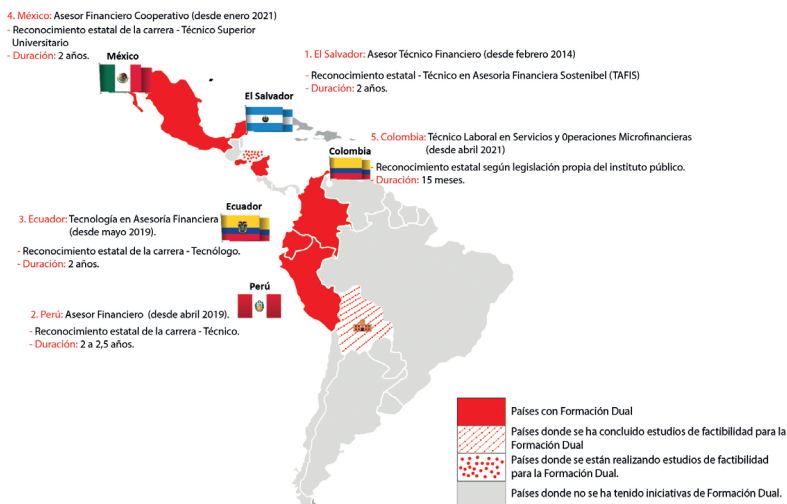 4. México: Asesor Financiero Cooperativo (desde enero 2021)
- Reconocimiento estatal de la carrera - Técnico Superior
Universitario
- Duración: 2 años.
México
1. El Salvador: Asesor Técnico Financiero (desde febrero 2014)
- Reconocimiento estatal - Técnico en Asesoria Financiera Sostenibel (TAFIS)
- Duración: 2 años.
El Salvador
5. Colombia: Técnico Laboral en Servicios y 0peraciones Microfinancieras
(desde abril 2021)
- Reconocimiento estatal según legislación propia del instituto público.
- Duración: 15 meses.
Colombia
3. Ecuador: Tecnología en Asesoría Financiera
(desde mayo 2019).
- Reconocimiento estatal de la carrera - Tecnólogo.
- Duración: 2 años.
Ecuador
Perú
2. Perú: Asesor Financiero (desde abril 2019).
- Reconocimiento estatal de la carrera - Técnico.
- Duración: 2 a 2,5 años.
Países con Formación Dual
Países donde se ha concluido estudios de factibilidad para la
Formación Dual
Países donde se están realizando estudios de factibilidad
para la Formación Dual.
Países donde no se ha tenido iniciativas de Formación Dual.